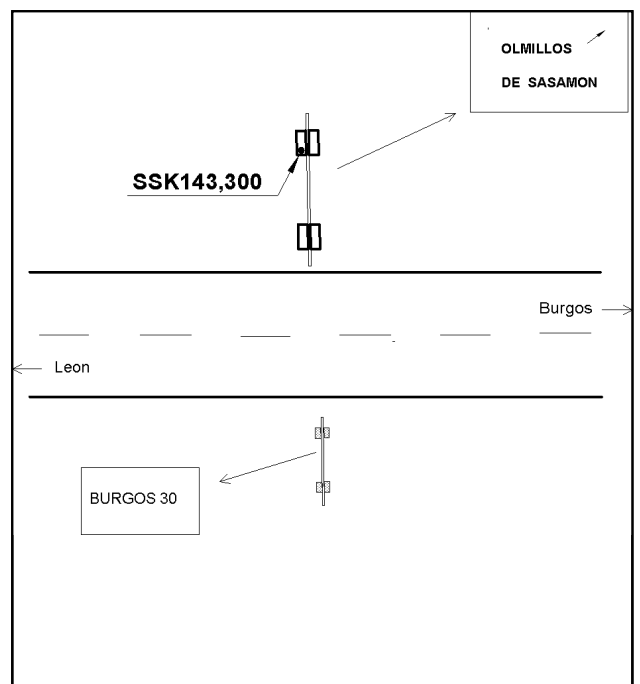 OLMILLOS
DE SASAMON
SSK143,300
Burgos
Leon
BURGOS 30